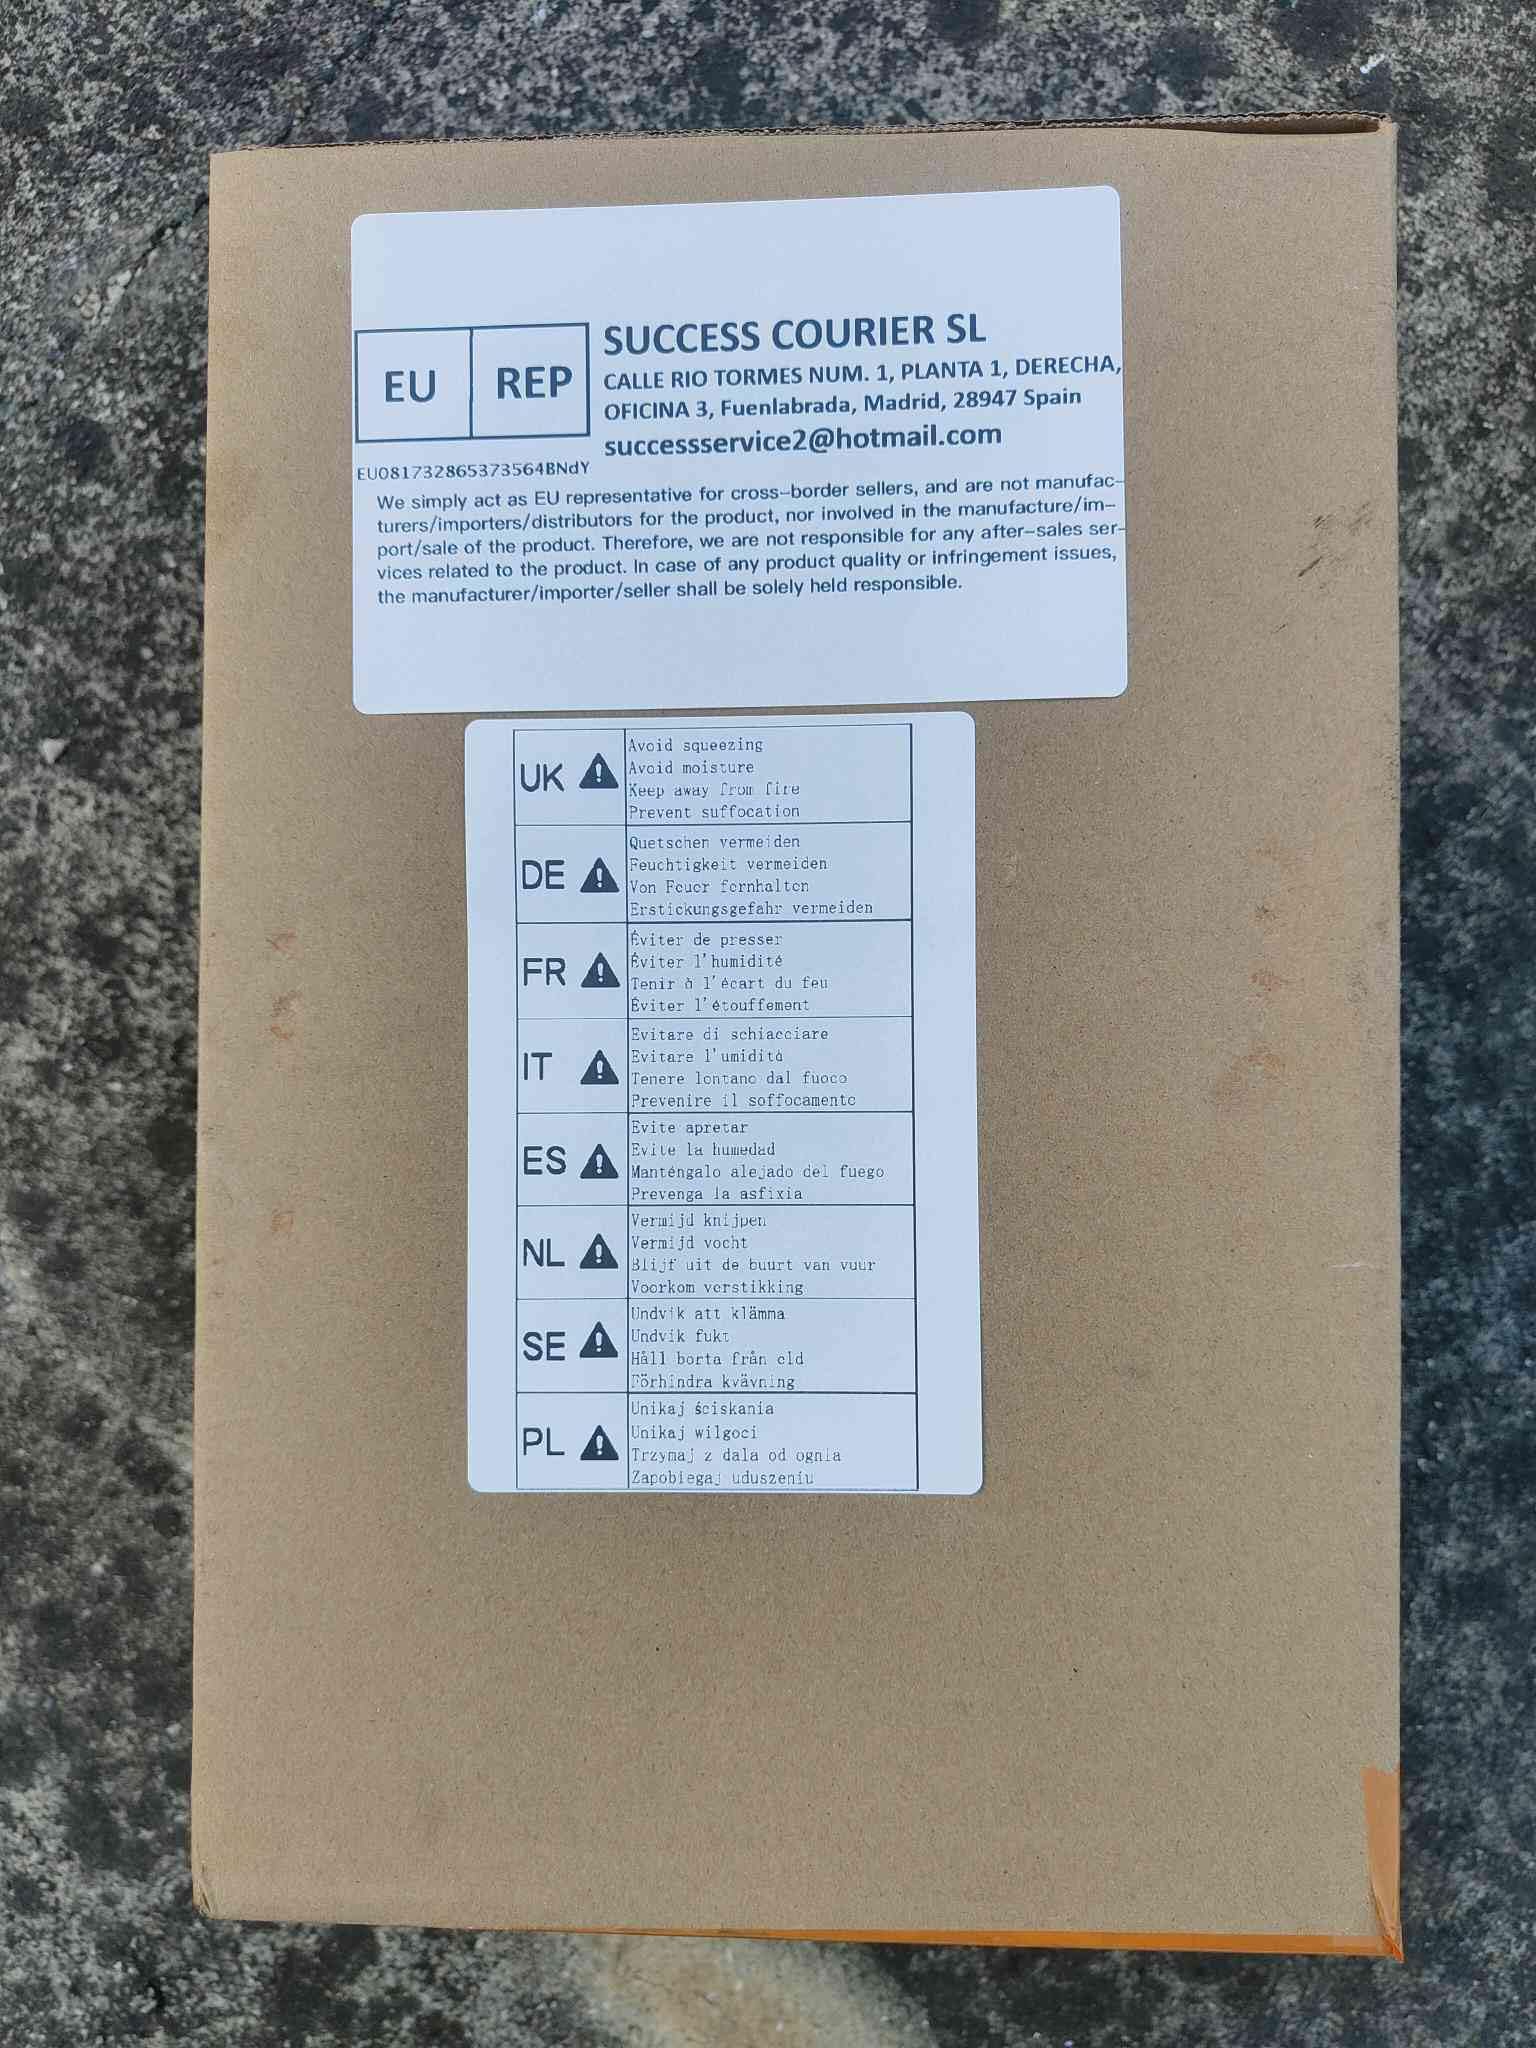 EU REP
SUCCESS COURIER SL
CALLE RIO TORMES NUM. 1, PLANTA 1, DERECHA,
OFICINA 3, Fuenlabrada, Madrid, 28947 Spain
successservice2@hotmail.com
EU081732865373564BNdY
We simply act as EU representative for cross-border sellers, and are not manufac-
turers/importers/distributors for the product, nor involved in the manufacture/im-
port/sale of the product. Therefore, we are not responsible for any after-sales ser-
vices related to the product. In case of any product quality or infringement issues,
the manufacturer/importer/seller shall be solely held responsible.
UK
Avoid squeezing
Avoid moisture
Keep away from fire
Prevent suffocation
DE
Quetschen vermeiden
Feuchtigkeit vermeiden
Von Feuer fernhalten
Erstickungsgefahr vermeiden
FR
Éviter de presser
Éviter l'humidité
Tenir à l'écart du feu
Éviter l'étouffement
IT
Evitare di schiacciare
Evitare l'umidità
Tenere lontano dal fuoco
Prevenire il soffocamento
ES
Evite apretar
Evite la humedad
Manténgalo alejado del fuego
Prevenga la asfixia
NL
Vermijd knijpen
Vermijd vocht
Blijf uit de buurt van vuur
Voorkom verstikking
SE
Undvik att klämma
Undvik fukt
Håll borta från eld
Förhindra kvävning
PL
Unikaj ściskania
Unikaj wilgoci
Trzymaj z dala od ognia
Zapobiegaj uduszeniu